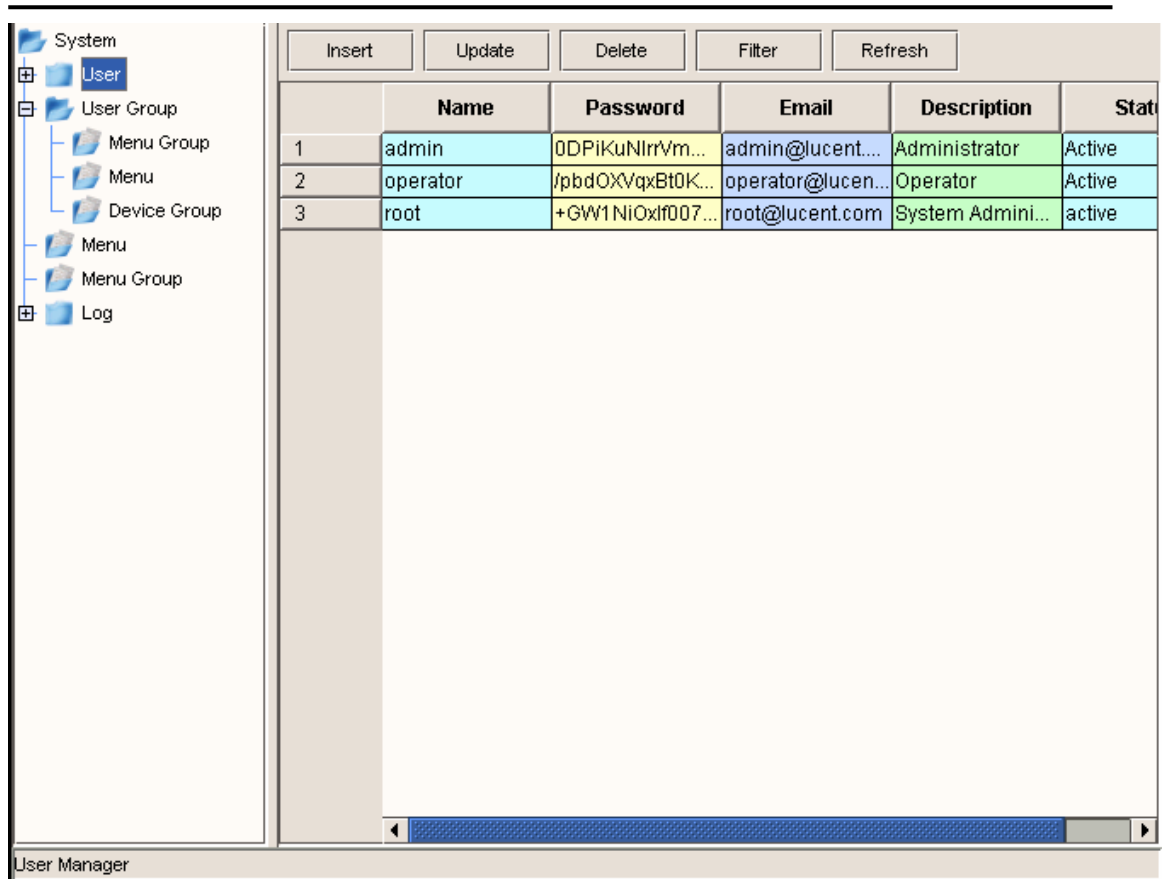 System
User
User Group
Menu Group
Menu
Device Group
Menu
Menu Group
Log
Insert Update Delete Filter Refresh
Name Password Email Description Statu
1 admin 0DPiKuNIrrVm... admin@lucent.... Administrator Active
2 operator /pbdOXVqxBt0K... operator@lucen... Operator Active
3 root +GW1NiOxlf007... root@lucent.com System Admini... active
User Manager